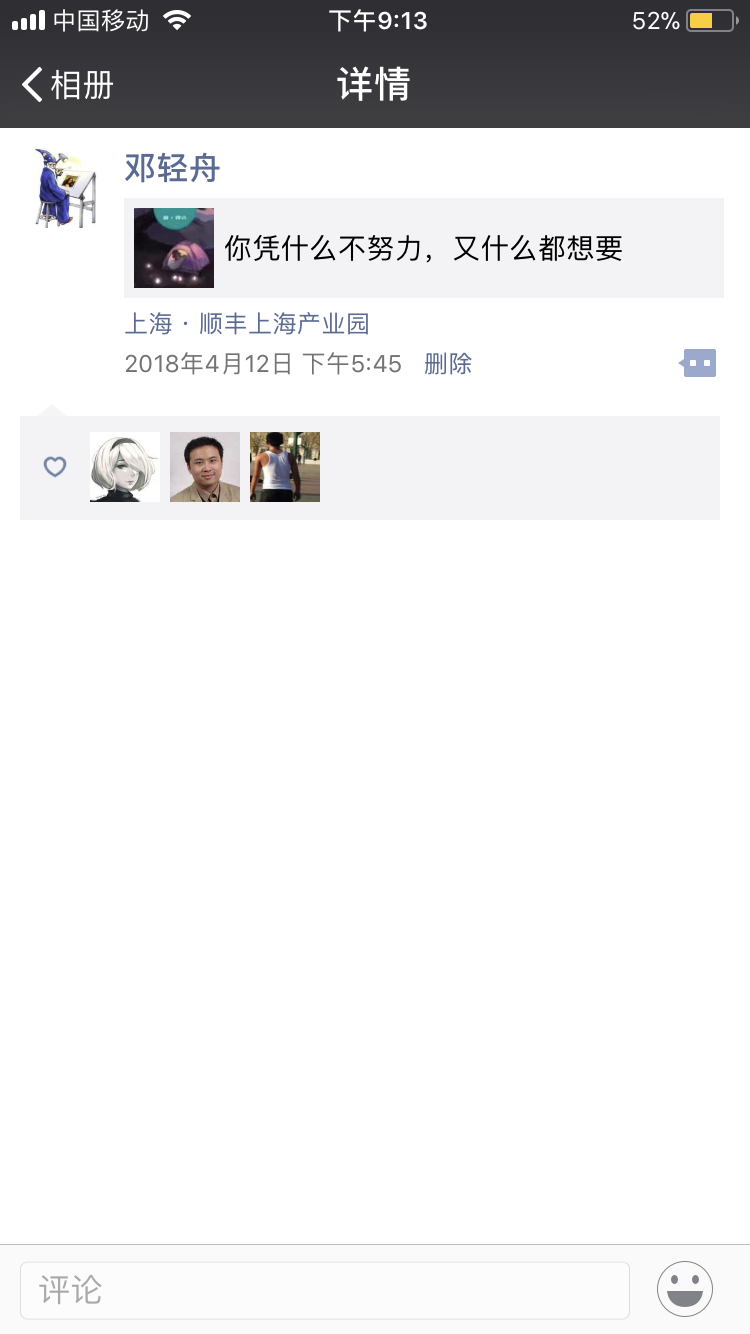 中国移动
下午9:13
52%
相册
详情
邓轻舟
你凭什么不努力，又什么都想要
上海 · 顺丰上海产业园
2018年4月12日 下午5:45 删除
评论